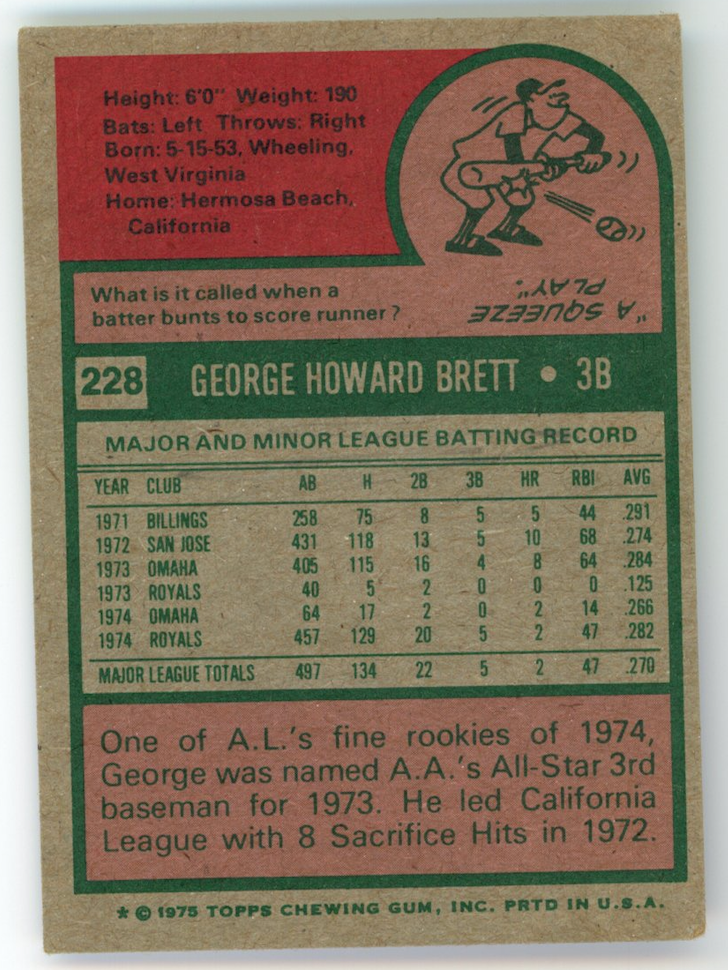 Height: 6'0" Weight: 190
Bats: Left Throws: Right
Born: 5-15-53, Wheeling,
West Virginia
Home: Hermosa Beach,
California
What is it called when a
batter bunts to score runner?
"A SQUEEZE
PLAY".
228 GEORGE HOWARD BRETT • 3B
MAJOR AND MINOR LEAGUE BATTING RECORD
YEAR CLUB AB H 2B 3B HR RBI AVG
1971 BILLINGS 258 75 8 5 5 44 .291
1972 SAN JOSE 431 118 13 5 10 68 .274
1973 OMAHA 405 115 16 4 8 64 .284
1973 ROYALS 40 5 2 0 0 0 .125
1974 OMAHA 64 17 2 0 2 14 .266
1974 ROYALS 457 129 20 5 2 47 .282
MAJOR LEAGUE TOTALS 497 134 22 5 2 47 .270
One of A.L.'s fine rookies of 1974,
George was named A.A.'s All-Star 3rd
baseman for 1973. He led California
League with 8 Sacrifice Hits in 1972.
* © 1975 TOPPS CHEWING GUM, INC. PRTD IN U.S.A.